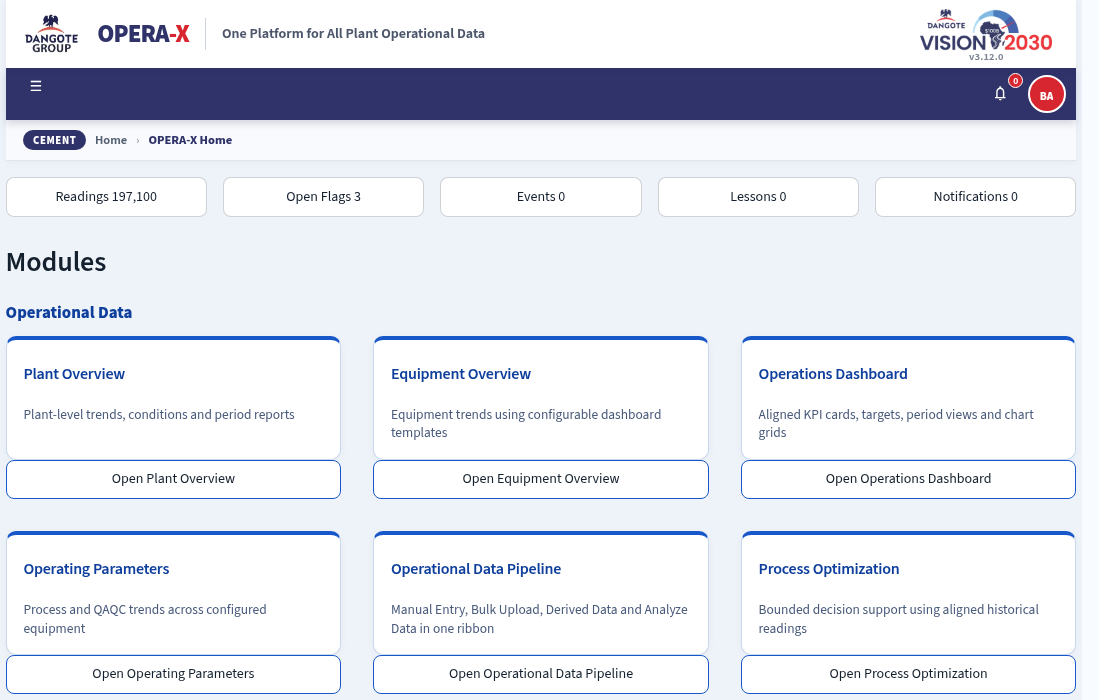 DANGOTE
GROUP
OPERA-X
One Platform for All Plant Operational Data
DANGOTE
$100B
VISION 2030
v3.12.0
☰
0
BA
CEMENT Home › OPERA-X Home
Readings 197,100
Open Flags 3
Events 0
Lessons 0
Notifications 0
Modules
Operational Data
Plant Overview
Plant-level trends, conditions and period reports
Open Plant Overview
Equipment Overview
Equipment trends using configurable dashboard
templates
Open Equipment Overview
Operations Dashboard
Aligned KPI cards, targets, period views and chart
grids
Open Operations Dashboard
Operating Parameters
Process and QAQC trends across configured
equipment
Open Operating Parameters
Operational Data Pipeline
Manual Entry, Bulk Upload, Derived Data and Analyze
Data in one ribbon
Open Operational Data Pipeline
Process Optimization
Bounded decision support using aligned historical
readings
Open Process Optimization